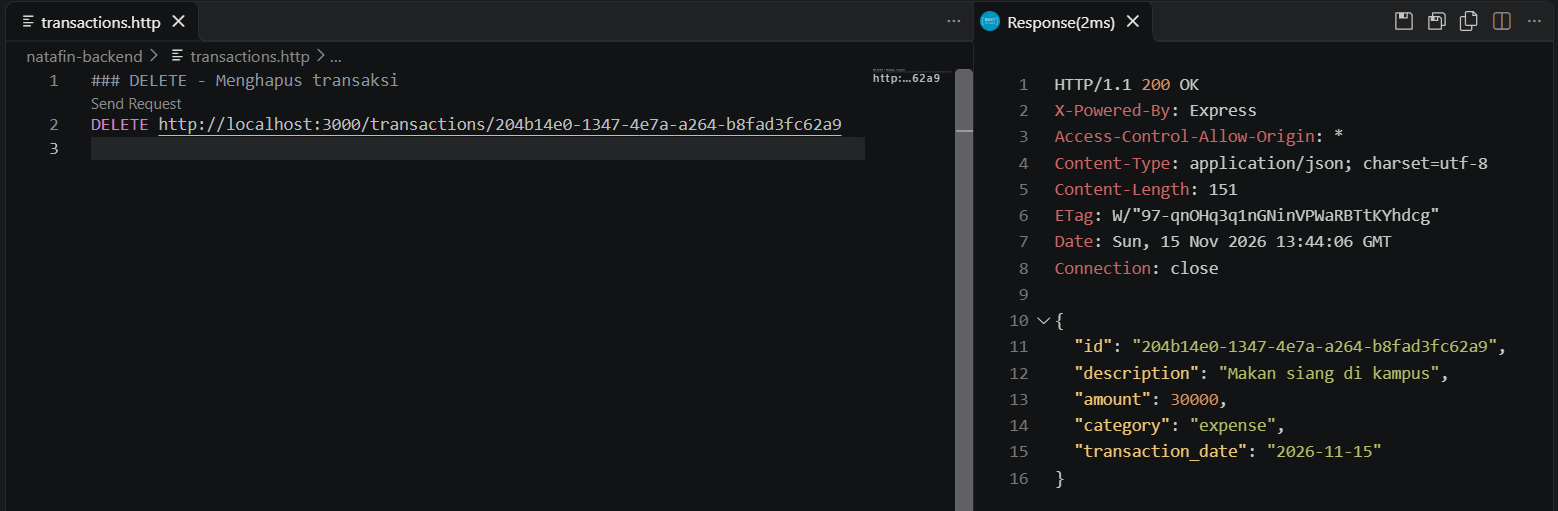 transactions.http
natafin-backend > transactions.http > ...
1 ### DELETE - Menghapus transaksi
Send Request
2 DELETE http://localhost:3000/transactions/204b14e0-1347-4e7a-a264-b8fad3fc62a9
3
http:...62a9
Response(2ms)
1 HTTP/1.1 200 OK
2 X-Powered-By: Express
3 Access-Control-Allow-Origin: *
4 Content-Type: application/json; charset=utf-8
5 Content-Length: 151
6 ETag: W/"97-qnOHq3q1nGNinVPWaRBTtKYhdcg"
7 Date: Sun, 15 Nov 2026 13:44:06 GMT
8 Connection: close
9
10 {
11 "id": "204b14e0-1347-4e7a-a264-b8fad3fc62a9",
12 "description": "Makan siang di kampus",
13 "amount": 30000,
14 "category": "expense",
15 "transaction_date": "2026-11-15"
16 }